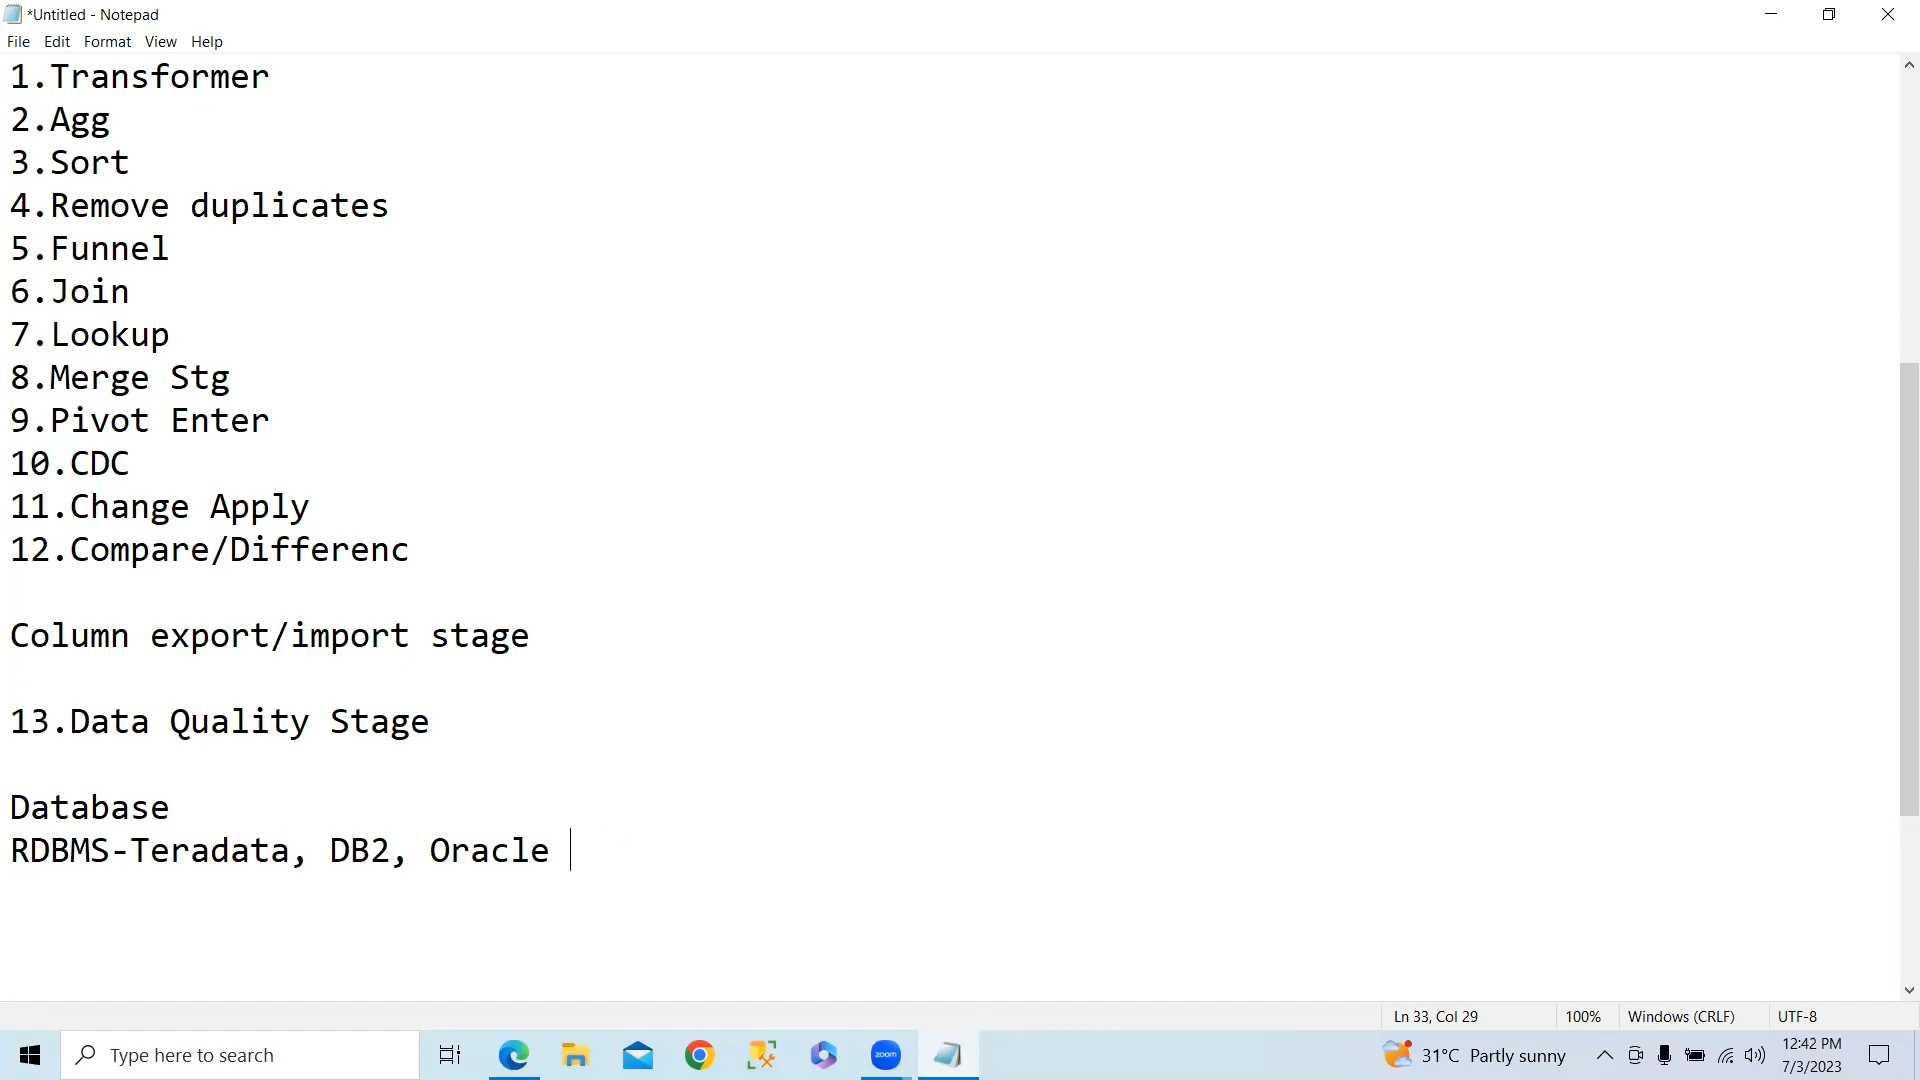 *Untitled - Notepad
File Edit Format View Help
1.Transformer
2.Agg
3.Sort
4.Remove duplicates
5.Funnel
6.Join
7.Lookup
8.Merge Stg
9.Pivot Enter
10.CDC
11.Change Apply
12.Compare/Differenc
Column export/import stage
13.Data Quality Stage
Database
RDBMS-Teradata, DB2, Oracle
Ln 33, Col 29 100% Windows (CRLF) UTF-8
Type here to search
zoom
31°C Partly sunny
12:42 PM
7/3/2023